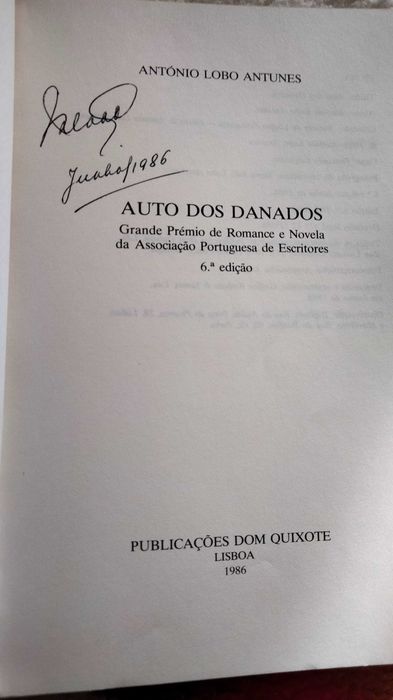 ANTÓNIO LOBO ANTUNES
Junho/1986
AUTO DOS DANADOS
Grande Prémio de Romance e Novela
da Associação Portuguesa de Escritores
6.ª edição
PUBLICAÇÕES DOM QUIXOTE
LISBOA
1986